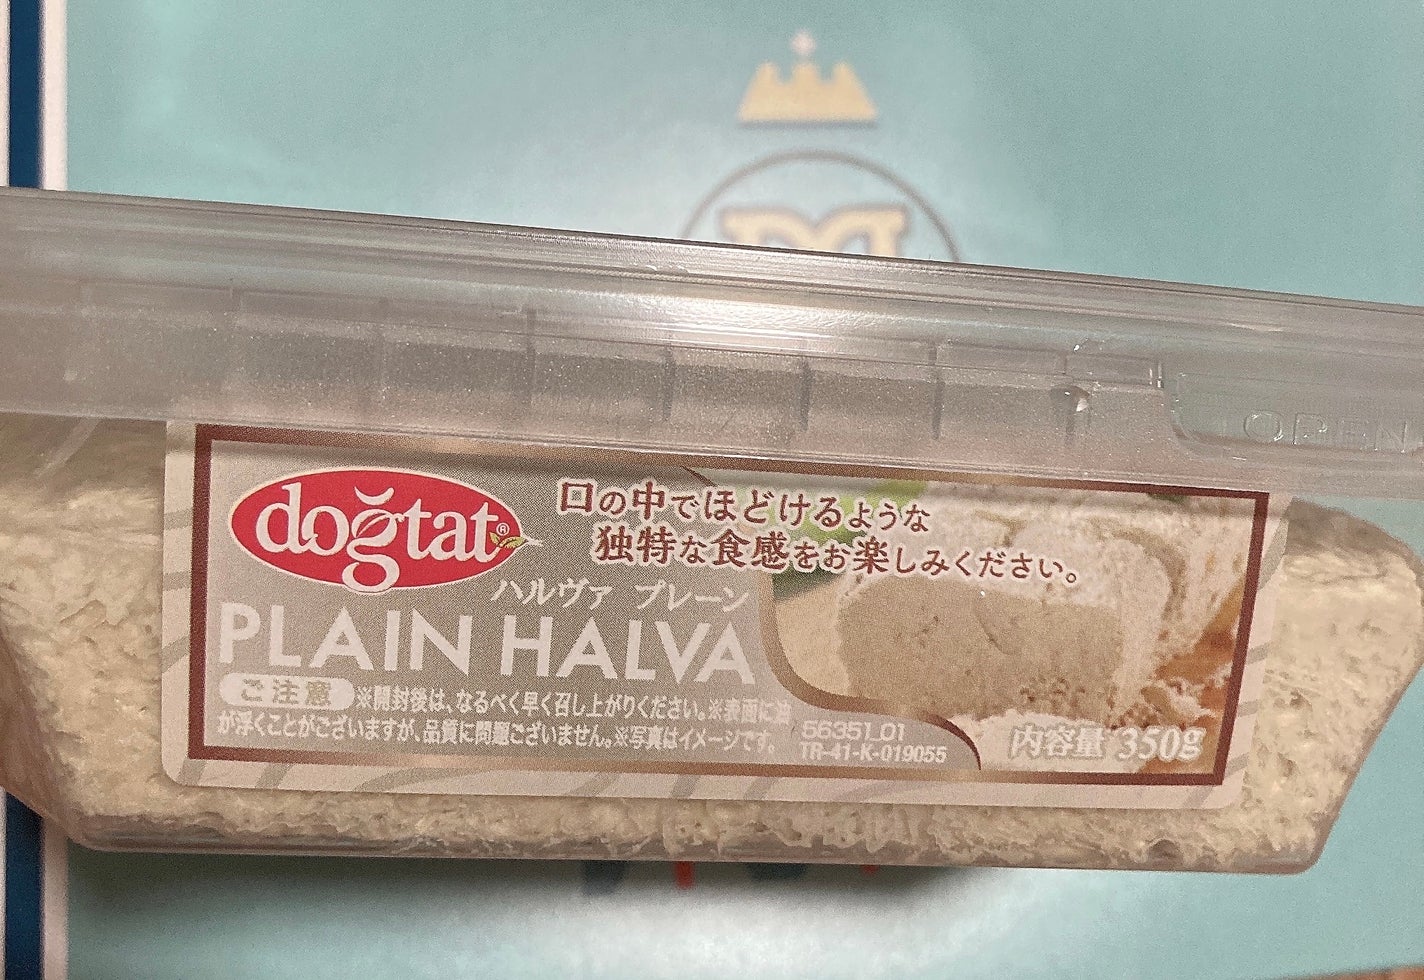 OPEN
doğtat®
口の中でほどけるような
独特な食感をお楽しみください。
ハルヴァ プレーン
PLAIN HALVA
ご注意 ※開封後は、なるべく早く召し上がりください。※表面に油
が浮くことがございますが、品質に問題ございません。※写真はイメージです。
56351_01
TR-41-K-019055
内容量 350g